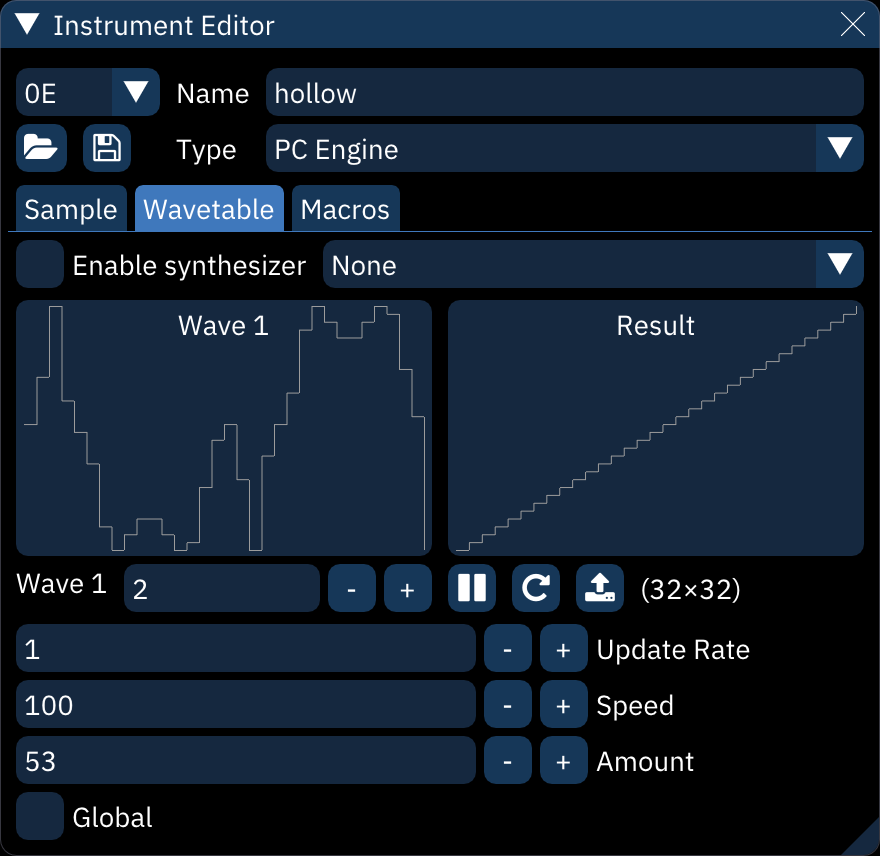 Instrument Editor
0E Name hollow
Type PC Engine
Sample Wavetable Macros
Enable synthesizer None
Wave 1 Result
Wave 1 2 - + (32×32)
1 - + Update Rate
100 - + Speed
53 - + Amount
Global